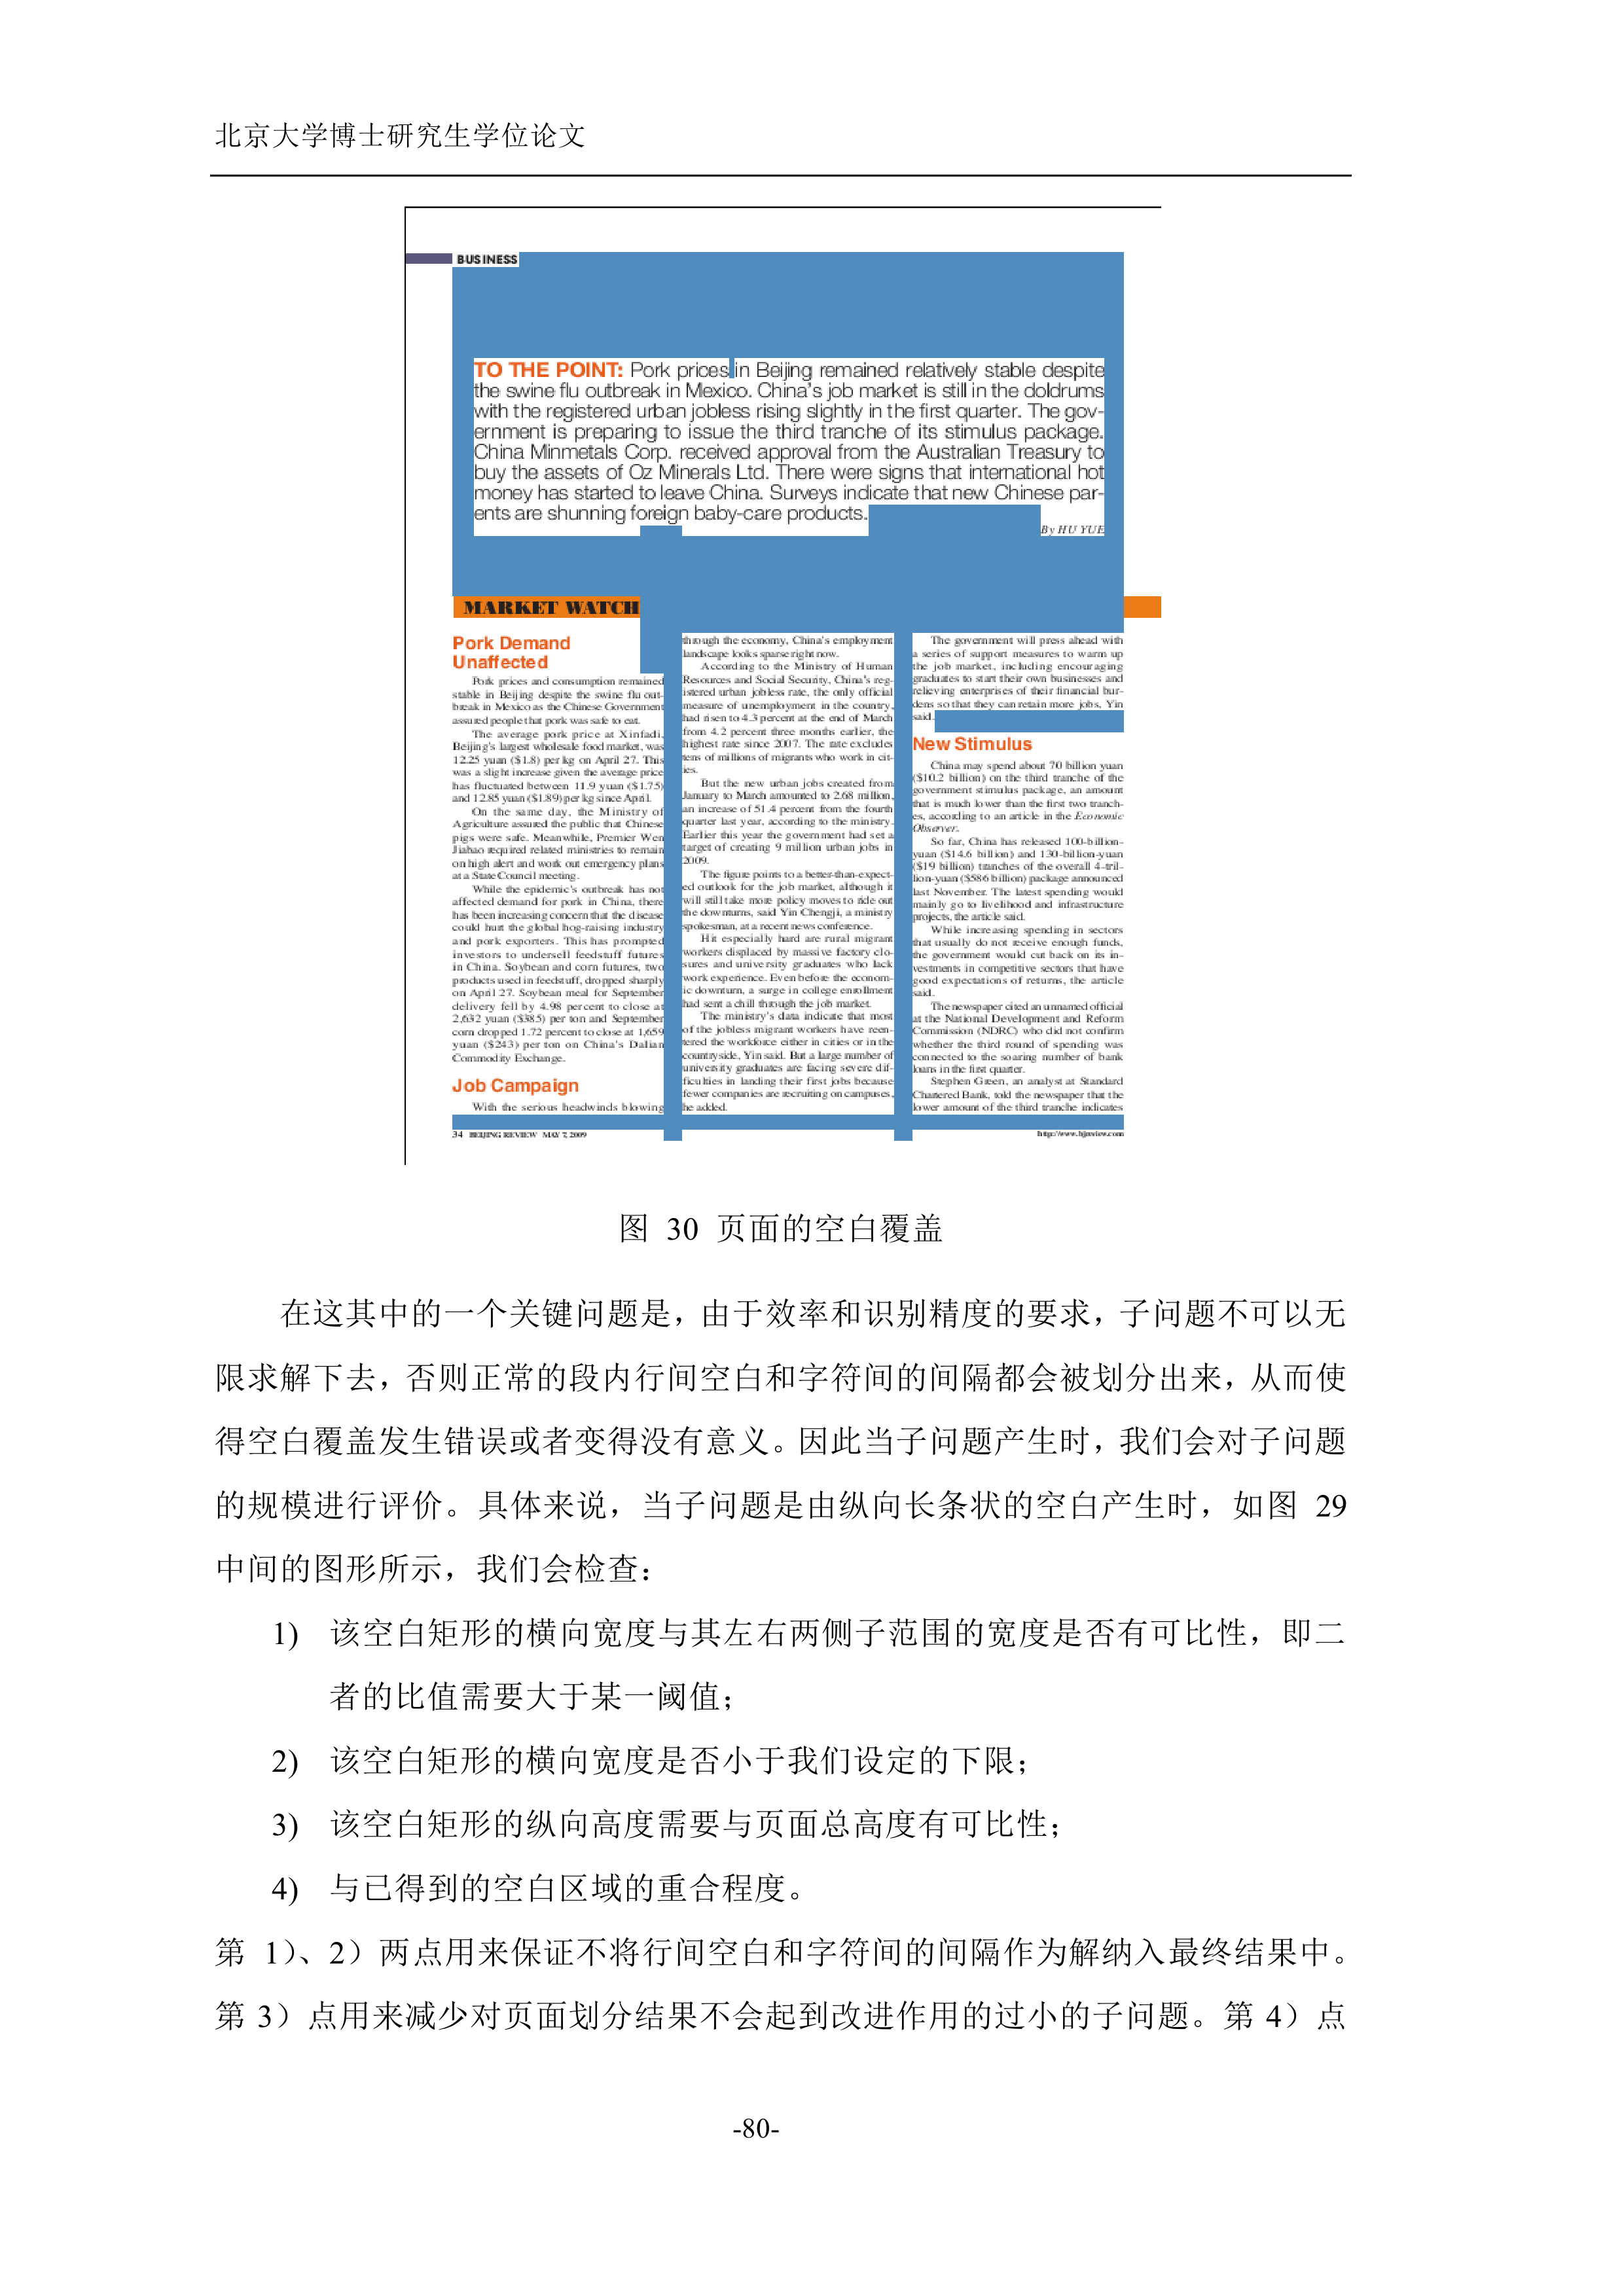 北京大学博士研究生学位论文
BUSINESS
TO THE POINT: Pork prices in Beijing remained relatively stable despite
the swine flu outbreak in Mexico. China's job market is still in the doldrums
with the registered urban jobless rising slightly in the first quarter. The gov-
ernment is preparing to issue the third tranche of its stimulus package.
China Minmetals Corp. received approval from the Australian Treasury to
buy the assets of Oz Minerals Ltd. There were signs that international hot
money has started to leave China. Surveys indicate that new Chinese par-
ents are shunning foreign baby-care products.
By HU YUE
MARKET WATCH
Pork Demand
Unaffected
Pork prices and consumption remained
stable in Beijing despite the swine flu out-
break in Mexico as the Chinese Government
assured people that pork was safe to eat.
The average pork price at Xinfadi,
Beijing's largest wholesale food market, was
12.25 yuan ($1.8) per kg on April 27. This
was a slight increase given the average price
has fluctuated between 11.9 yuan ($1.75)
and 12.85 yuan ($1.89) per kg since April.
On the same day, the Ministry of
Agriculture assured the public that Chinese
pigs were safe. Meanwhile, Premier Wen
Jiabao required related ministries to remain
on high alert and work out emergency plans
at a State Council meeting.
While the epidemic's outbreak has not
affected demand for pork in China, there
has been increasing concern that the disease
could hurt the global hog-raising industry
and pork exporters. This has prompted
investors to undersell feedstuff futures
in China. Soybean and corn futures, two
products used in feedstuff, dropped sharply
on April 27. Soybean meal for September
delivery fell by 4.98 percent to close at
2,632 yuan ($385) per ton and September
corn dropped 1.72 percent to close at 1,659
yuan ($243) per ton on China's Dalian
Commodity Exchange.
Job Campaign
With the serious headwinds blowing
through the economy, China's employment
landscape looks sparse right now.
According to the Ministry of Human
Resources and Social Security, China's reg-
istered urban jobless rate, the only official
measure of unemployment in the country,
had risen to 4.3 percent at the end of March
from 4.2 percent three months earlier, the
highest rate since 2007. The rate excludes
tens of millions of migrants who work in cit-
ies.
But the new urban jobs created from
January to March amounted to 2.68 million,
an increase of 51.4 percent from the fourth
quarter last year, according to the ministry.
Earlier this year the government had set a
target of creating 9 million urban jobs in
2009.
The figure points to a better-than-expect-
ed outlook for the job market, although it
will still take more policy moves to ride out
the downturns, said Yin Chengji, a ministry
spokesman, at a recent news conference.
Hit especially hard are rural migrant
workers displaced by massive factory clo-
sures and university graduates who lack
work experience. Even before the econom-
ic downturn, a surge in college enrollment
had sent a chill through the job market.
The ministry's data indicate that most
of the jobless migrant workers have reen-
tered the workforce either in cities or in the
countryside, Yin said. But a large number of
university graduates are facing severe dif-
ficulties in landing their first jobs because
fewer companies are recruiting on campuses,
he added.
The government will press ahead with
a series of support measures to warm up
the job market, including encouraging
graduates to start their own businesses and
relieving enterprises of their financial bur-
dens so that they can retain more jobs, Yin
said.
New Stimulus
China may spend about 70 billion yuan
($10.2 billion) on the third tranche of the
government stimulus package, an amount
that is much lower than the first two tranch-
es, according to an article in the Economic
Observer.
So far, China has released 100-billion-
yuan ($14.6 billion) and 130-billion-yuan
($19 billion) tranches of the overall 4-tril-
lion-yuan ($586 billion) package announced
last November. The latest spending would
mainly go to livelihood and infrastructure
projects, the article said.
While increasing spending in sectors
that usually do not receive enough funds,
the government would cut back on its in-
vestments in competitive sectors that have
good expectations of returns, the article
said.
The newspaper cited an unnamed official
at the National Development and Reform
Commission (NDRC) who did not confirm
whether the third round of spending was
connected to the soaring number of bank
loans in the first quarter.
Stephen Green, an analyst at Standard
Chartered Bank, told the newspaper that the
lower amount of the third tranche indicates
34 BEIJING REVIEW MAY 7, 2009
http://www.bjreview.com
图 30 页面的空白覆盖
在这其中的一个关键问题是，由于效率和识别精度的要求，子问题不可以无
限求解下去，否则正常的段内行间空白和字符间的间隔都会被划分出来，从而使
得空白覆盖发生错误或者变得没有意义。因此当子问题产生时，我们会对子问题
的规模进行评价。具体来说，当子问题是由纵向长条状的空白产生时，如图 29
中间的图形所示，我们会检查：
1) 该空白矩形的横向宽度与其左右两侧子范围的宽度是否有可比性，即二
者的比值需要大于某一阈值；
2) 该空白矩形的横向宽度是否小于我们设定的下限；
3) 该空白矩形的纵向高度需要与页面总高度有可比性；
4) 与已得到的空白区域的重合程度。
第 1）、2）两点用来保证不将行间空白和字符间的间隔作为解纳入最终结果中。
第 3）点用来减少对页面划分结果不会起到改进作用的过小的子问题。第 4）点
-80-